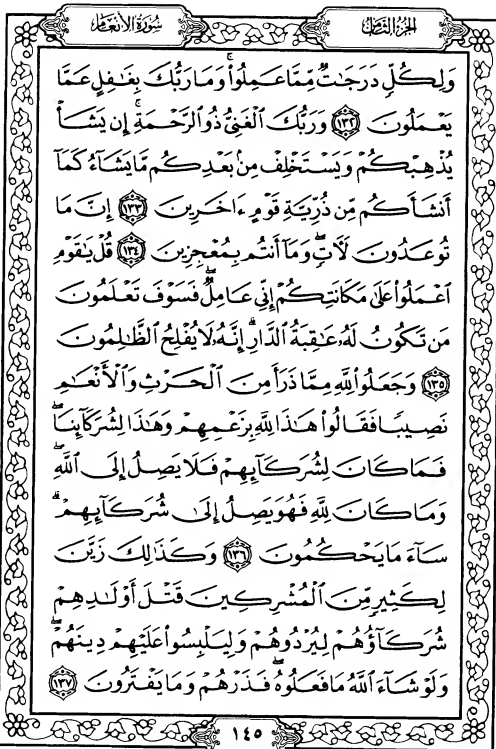 سورة الأنعام
الجزء الثامن
وَلِكُلٍّ دَرَجَٰتٌ مِّمَّا عَمِلُوا۟ ۚ وَمَا رَبُّكَ بِغَٰفِلٍ عَمَّا
يَعْمَلُونَ ١٣٢ وَرَبُّكَ ٱلْغَنِىُّ ذُو ٱلرَّحْمَةِ ۚ إِن يَشَأْ
يُذْهِبْكُمْ وَيَسْتَخْلِفْ مِنۢ بَعْدِكُم مَّا يَشَآءُ كَمَآ
أَنشَأَكُم مِّن ذُرِّيَّةِ قَوْمٍ ءَاخَرِينَ ١٣٣ إِنَّ مَا
تُوعَدُونَ لَءَاتٍ ۖ وَمَآ أَنتُم بِمُعْجِزِينَ ١٣٤ قُلْ يَٰقَوْمِ
ٱعْمَلُوا۟ عَلَىٰ مَكَانَتِكُمْ إِنِّى عَامِلٌ ۖ فَسَوْفَ تَعْلَمُونَ
مَن تَكُونُ لَهُۥ عَٰقِبَةُ ٱلدَّارِ ۗ إِنَّهُۥ لَا يُفْلِحُ ٱلظَّٰلِمُونَ
١٣٥ وَجَعَلُوا۟ لِلَّهِ مِمَّا ذَرَأَ مِنَ ٱلْحَرْثِ وَٱلْأَنْعَٰمِ
نَصِيبًا فَقَالُوا۟ هَٰذَا لِلَّهِ بِزَعْمِهِمْ وَهَٰذَا لِشُرَكَآئِنَا ۖ
فَمَا كَانَ لِشُرَكَآئِهِمْ فَلَا يَصِلُ إِلَى ٱللَّهِ ۖ
وَمَا كَانَ لِلَّهِ فَهُوَ يَصِلُ إِلَىٰ شُرَكَآئِهِمْ ۗ
سَآءَ مَا يَحْكُمُونَ ١٣٦ وَكَذَٰلِكَ زَيَّنَ
لِكَثِيرٍ مِّنَ ٱلْمُشْرِكِينَ قَتْلَ أَوْلَٰدِهِمْ
شُرَكَآؤُهُمْ لِيُرْدُوهُمْ وَلِيَلْبِسُوا۟ عَلَيْهِمْ دِينَهُمْ ۖ
وَلَوْ شَآءَ ٱللَّهُ مَا فَعَلُوهُ ۖ فَذَرْهُمْ وَمَا يَفْتَرُونَ ١٣٧
١٤٥